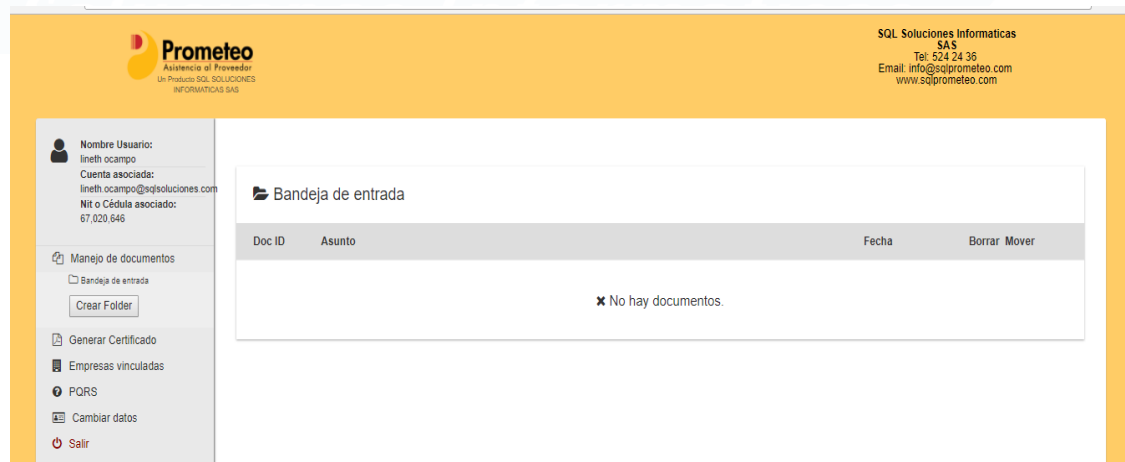 Prometeo
Asistencia al Proveedor
Un Producto SQL SOLUCIONES
INFORMATICAS SAS
SQL Soluciones Informaticas
SAS
Tel: 524 24 36
Email: info@sqlprometeo.com
www.sqlprometeo.com
Nombre Usuario:
lineth ocampo
Cuenta asociada:
lineth.ocampo@sqlsoluciones.com
Nit o Cédula asociado:
67,020,646
Manejo de documentos
Bandeja de entrada
Crear Folder
Generar Certificado
Empresas vinculadas
PQRS
Cambiar datos
Salir
Bandeja de entrada
Doc ID Asunto Fecha Borrar Mover
No hay documentos.